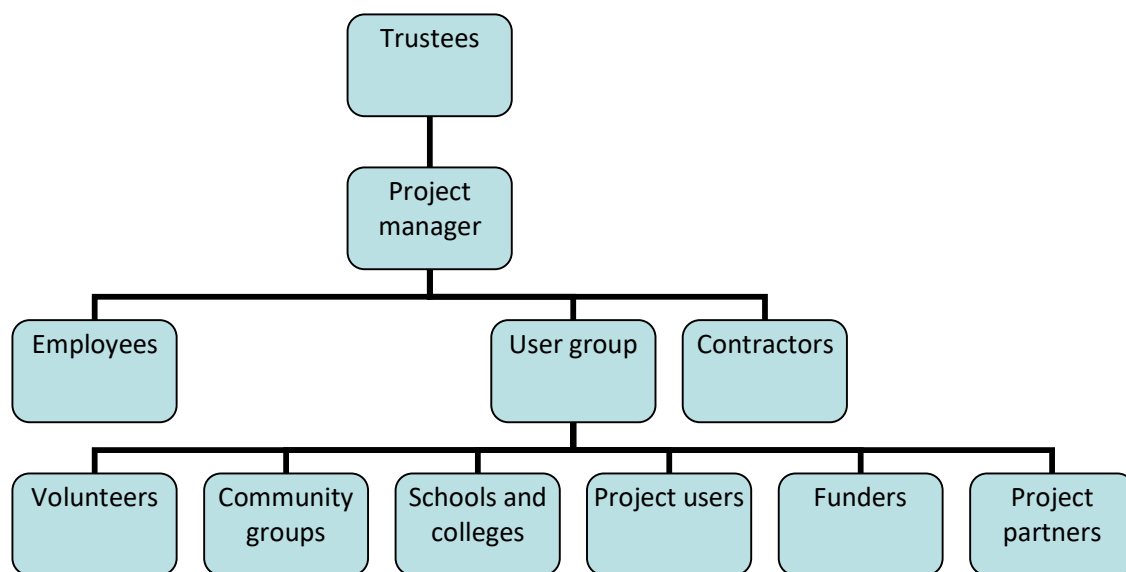 Trustees
Project
manager
Employees
User group
Contractors
Volunteers
Community
groups
Schools and
colleges
Project users
Funders
Project
partners